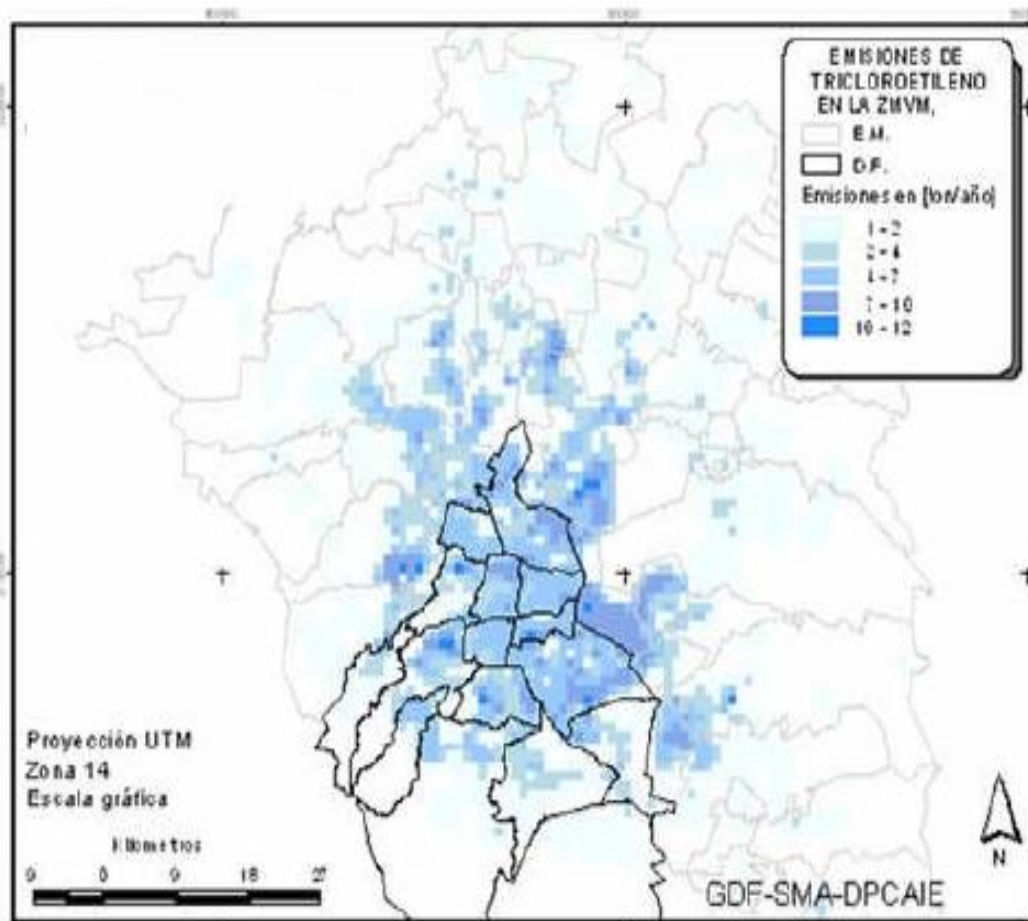 EMISIONES DE
TRICLOROETILENO
EN LA ZMVM,
E.M.
D.F.
Emisiones en [ton/año]
1 - 2
2 - 4
4 - 7
7 - 10
10 - 12
Proyección UTM
Zona 14
Escala gráfica
Kilometros
9 0 9 18 27
N
GDF-SMA-DPCAIE